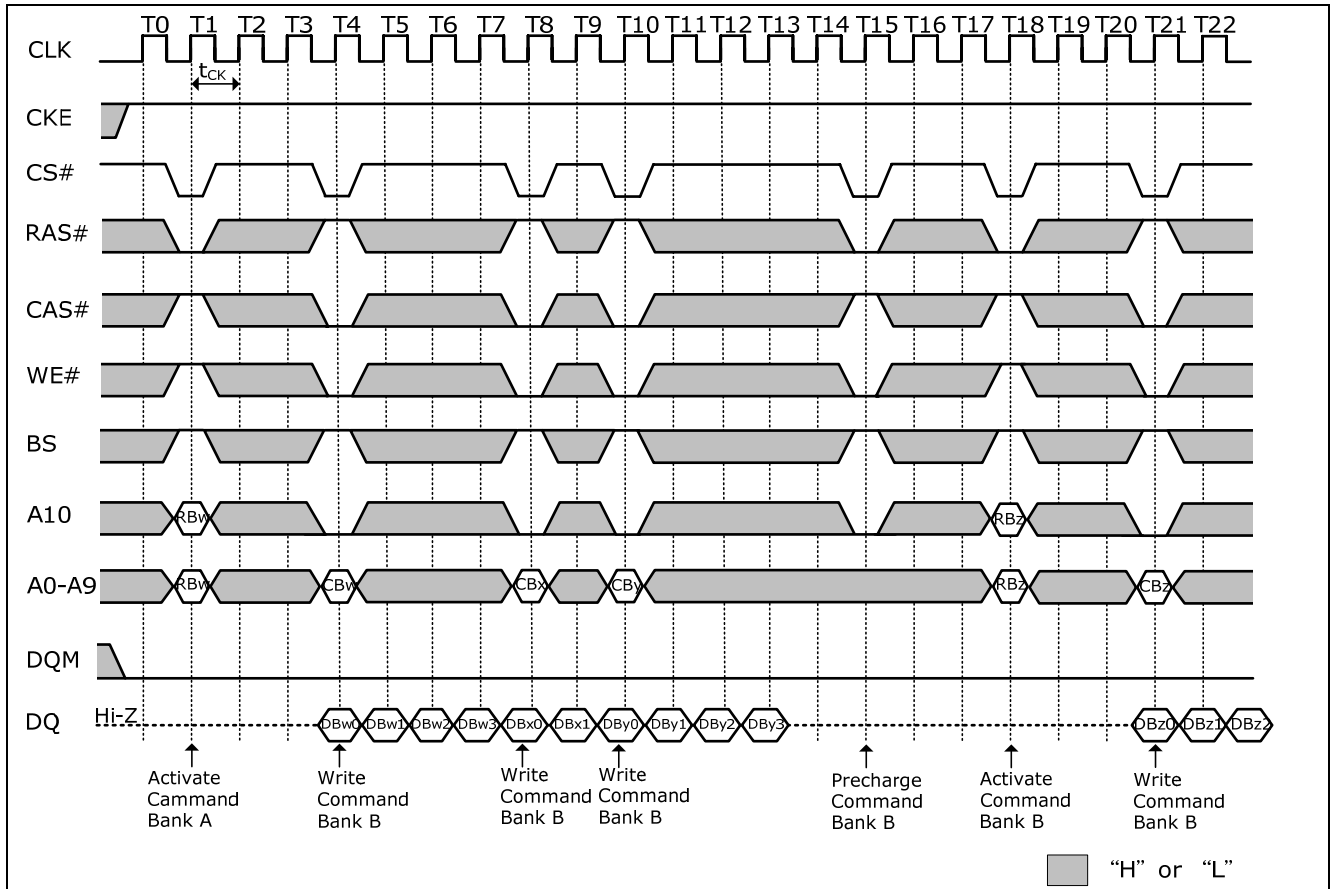 T0 T1 T2 T3 T4 T5 T6 T7 T8 T9 T10 T11 T12 T13 T14 T15 T16 T17 T18 T19 T20 T21 T22
CLK
tCK
CKE
CS#
RAS#
CAS#
WE#
BS
A10 RBw RBz
A0-A9 RBw CBw CBx CBy RBz CBz
DQM
DQ Hi-Z DBw0 DBw1 DBw2 DBw3 DBx0 DBx1 DBy0 DBy1 DBy2 DBy3 DBz0 DBz1 DBz2
Activate
Cammand
Bank A
Write
Command
Bank B
Write
Command
Bank B
Write
Command
Bank B
Precharge
Command
Bank B
Activate
Command
Bank B
Write
Command
Bank B
“H” or “L”